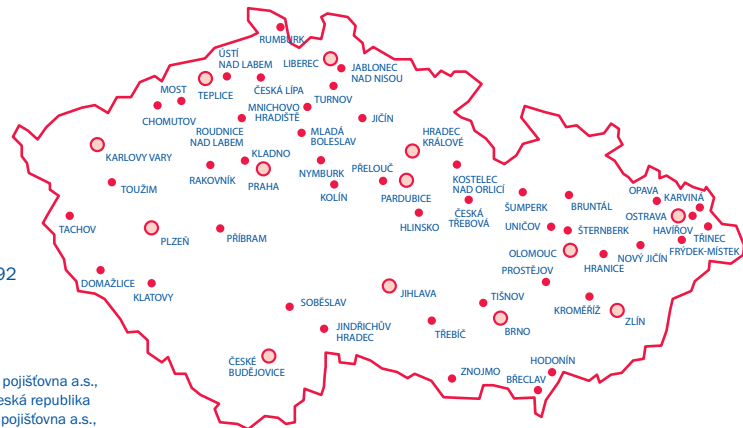 RUMBURK
ÚSTÍ
NAD LABEM
LIBEREC
JABLONEC
NAD NISOU
MOST
TEPLICE
ČESKÁ LÍPA
TURNOV
CHOMUTOV
MNICHOVO
HRADIŠTĚ
JIČÍN
ROUDNICE
NAD LABEM
MLADÁ
BOLESLAV
HRADEC
KRÁLOVÉ
KARLOVY VARY
KLADNO
RAKOVNÍK
PRAHA
NYMBURK
PŘELOUČ
KOSTELEC
NAD ORLICÍ
TOUŽIM
KOLÍN
PARDUBICE
OPAVA
KARVINÁ
ŠUMPERK
BRUNTÁL
TACHOV
HLINSKO
ČESKÁ
TŘEBOVÁ
OSTRAVA
HAVÍŘOV
PLZEŇ
PŘÍBRAM
UNIČOV
ŠTERNBERK
TŘINEC
OLOMOUC
NOVÝ JIČÍN
FRÝDEK-MÍSTEK
HRANICE
PROSTĚJOV
92
DOMAŽLICE
KLATOVY
JIHLAVA
TIŠNOV
SOBĚSLAV
KROMĚŘÍŽ
ZLÍN
JINDŘICHŮV
HRADEC
TŘEBÍČ
BRNO
ČESKÉ
BUDĚJOVICE
HODONÍN
ZNOJMO
BŘECLAV
pojišťovna a.s.,
eská republika
pojišťovna a.s.,